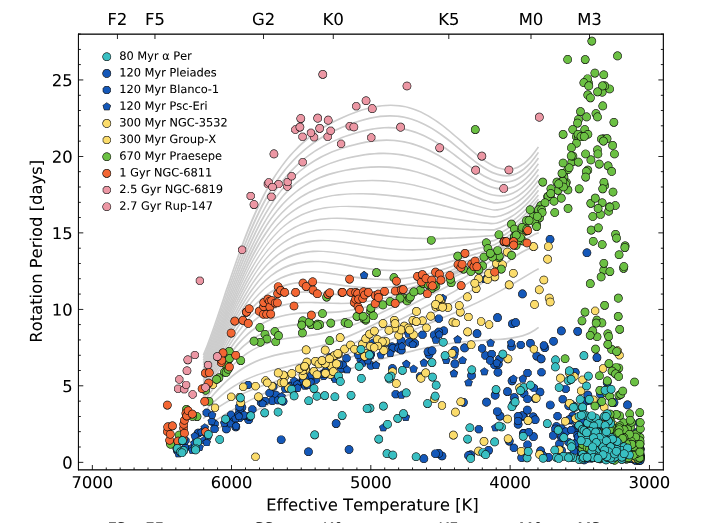 F2 F5 G2 K0 K5 M0 M3
80 Myr α Per
120 Myr Pleiades
120 Myr Blanco-1
120 Myr Psc-Eri
300 Myr NGC-3532
300 Myr Group-X
670 Myr Praesepe
1 Gyr NGC-6811
2.5 Gyr NGC-6819
2.7 Gyr Rup-147
25
20
15
10
5
0
Rotation Period [days]
7000 6000 5000 4000 3000
Effective Temperature [K]